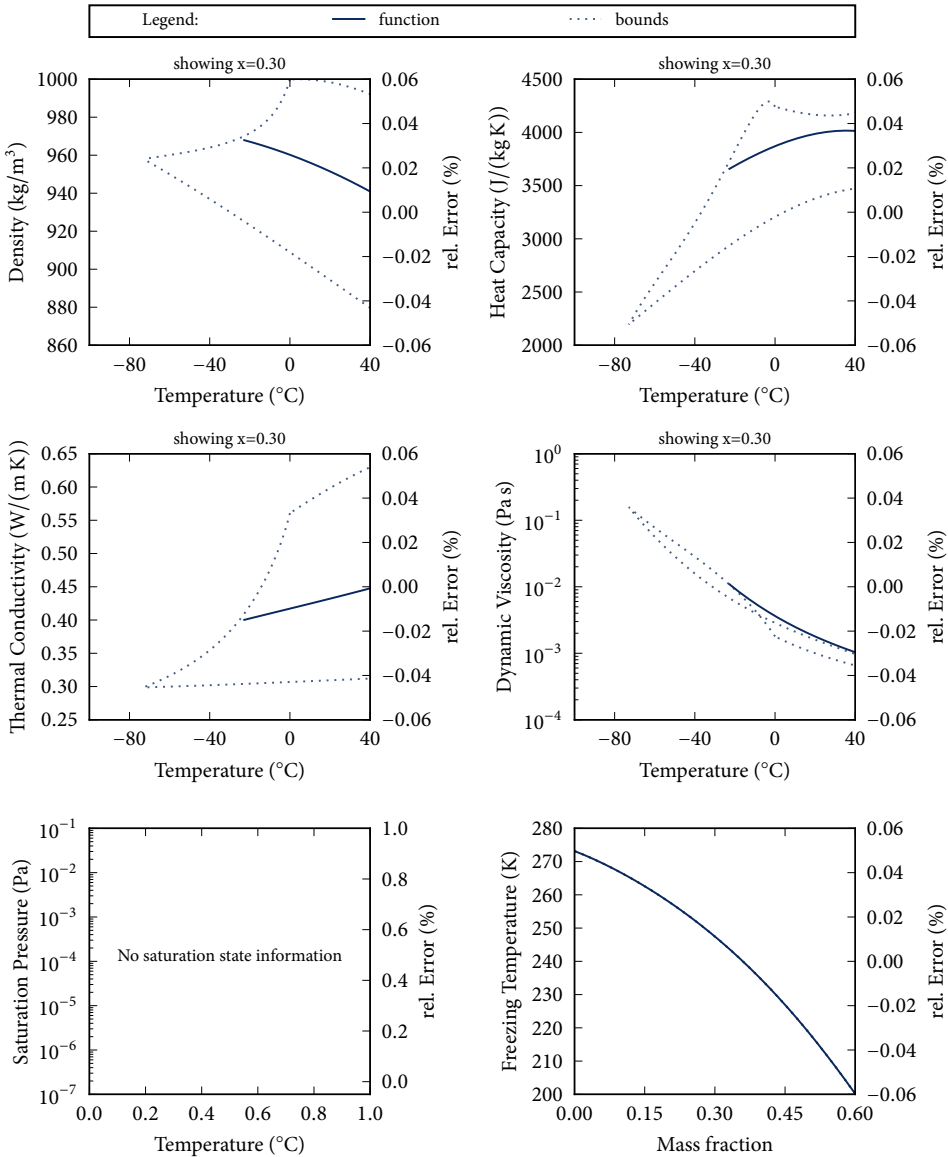 Legend: function bounds
showing x=0.30
Density (kg/m³)
1000
980
960
940
920
900
880
860
−80 −40 0 40
Temperature (°C)
0.06
0.04
0.02
0.00
−0.02
−0.04
−0.06
rel. Error (%)
showing x=0.30
Heat Capacity (J/(kg K))
4500
4000
3500
3000
2500
2000
−80 −40 0 40
Temperature (°C)
0.06
0.04
0.02
0.00
−0.02
−0.04
−0.06
rel. Error (%)
showing x=0.30
Thermal Conductivity (W/(m K))
0.65
0.60
0.55
0.50
0.45
0.40
0.35
0.30
0.25
−80 −40 0 40
Temperature (°C)
0.06
0.04
0.02
0.00
−0.02
−0.04
−0.06
rel. Error (%)
showing x=0.30
Dynamic Viscosity (Pa s)
10⁰
10⁻¹
10⁻²
10⁻³
10⁻⁴
−80 −40 0 40
Temperature (°C)
0.06
0.04
0.02
0.00
−0.02
−0.04
−0.06
rel. Error (%)
Saturation Pressure (Pa)
10⁻¹
10⁻²
10⁻³
10⁻⁴
10⁻⁵
10⁻⁶
10⁻⁷
No saturation state information
0.0 0.2 0.4 0.6 0.8 1.0
Temperature (°C)
1.0
0.8
0.6
0.4
0.2
0.0
rel. Error (%)
Freezing Temperature (K)
280
270
260
250
240
230
220
210
200
0.00 0.15 0.30 0.45 0.60
Mass fraction
0.06
0.04
0.02
0.00
−0.02
−0.04
−0.06
rel. Error (%)